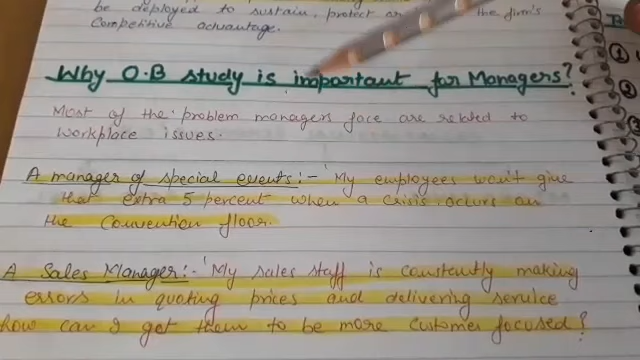 be deployed to sustain, protect the firm's
Competitive advantage.
Why O.B study is important for Managers?
Most of the problem managers face are related to
workplace issues.
A manager of special events:- 'My employees won't give
that extra 5 percent when a crisis occurs on
the Convention floor.
A Sales Manager:- 'My sales staff is constantly making
errors in quoting prices and delivering service
how can I get them to be more customer focused?
①
②